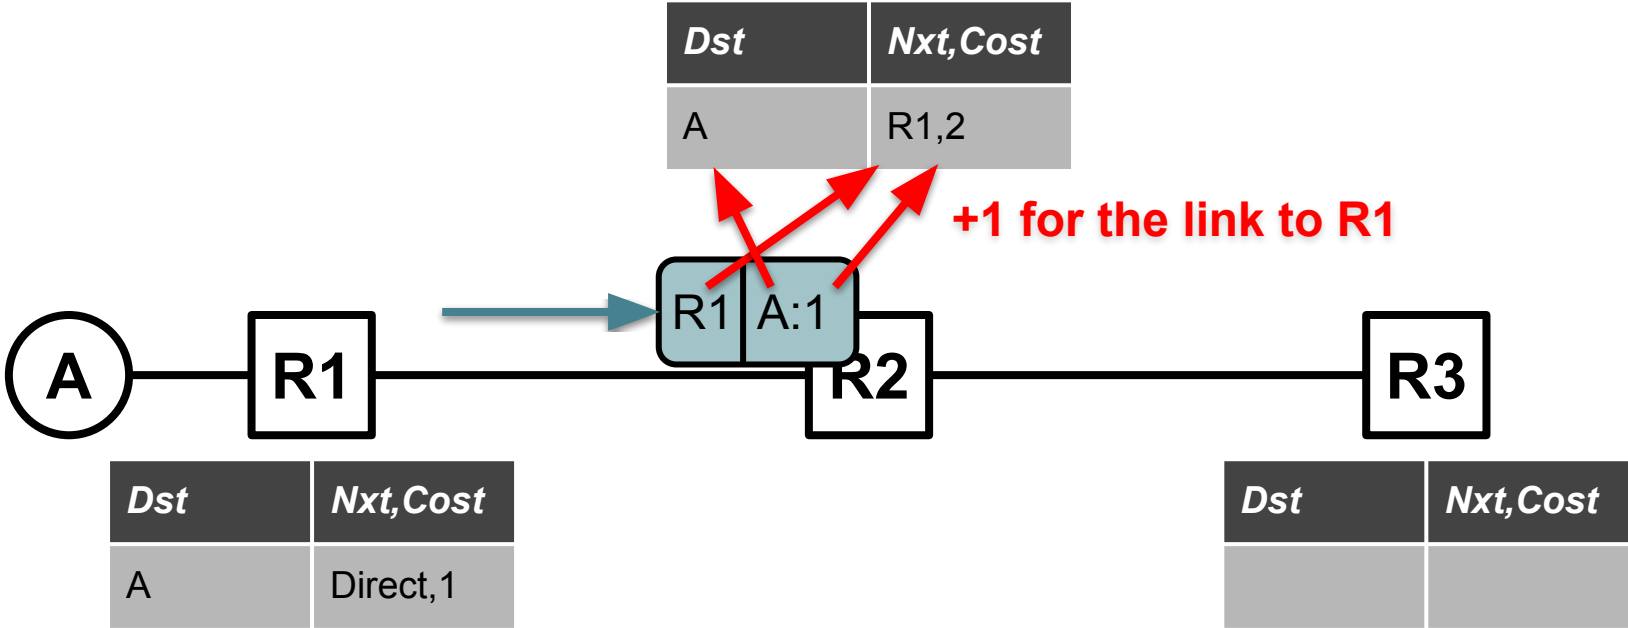 Dst Nxt,Cost
A R1,2
+1 for the link to R1
R1 A:1
A R1 R2 R3
Dst Nxt,Cost
A Direct,1
Dst Nxt,Cost